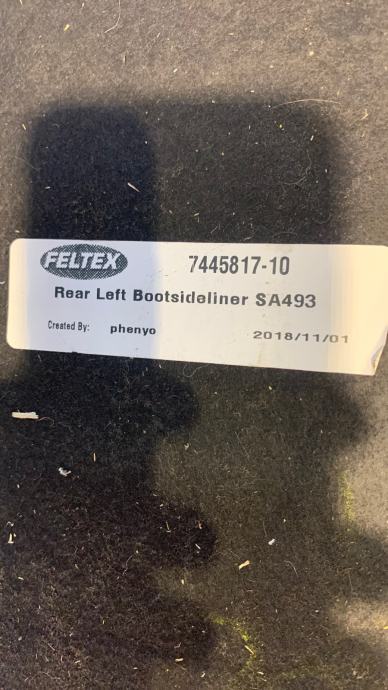 FELTEX 7445817-10
Rear Left Bootsideliner SA493
Created By: phenyo 2018/11/01